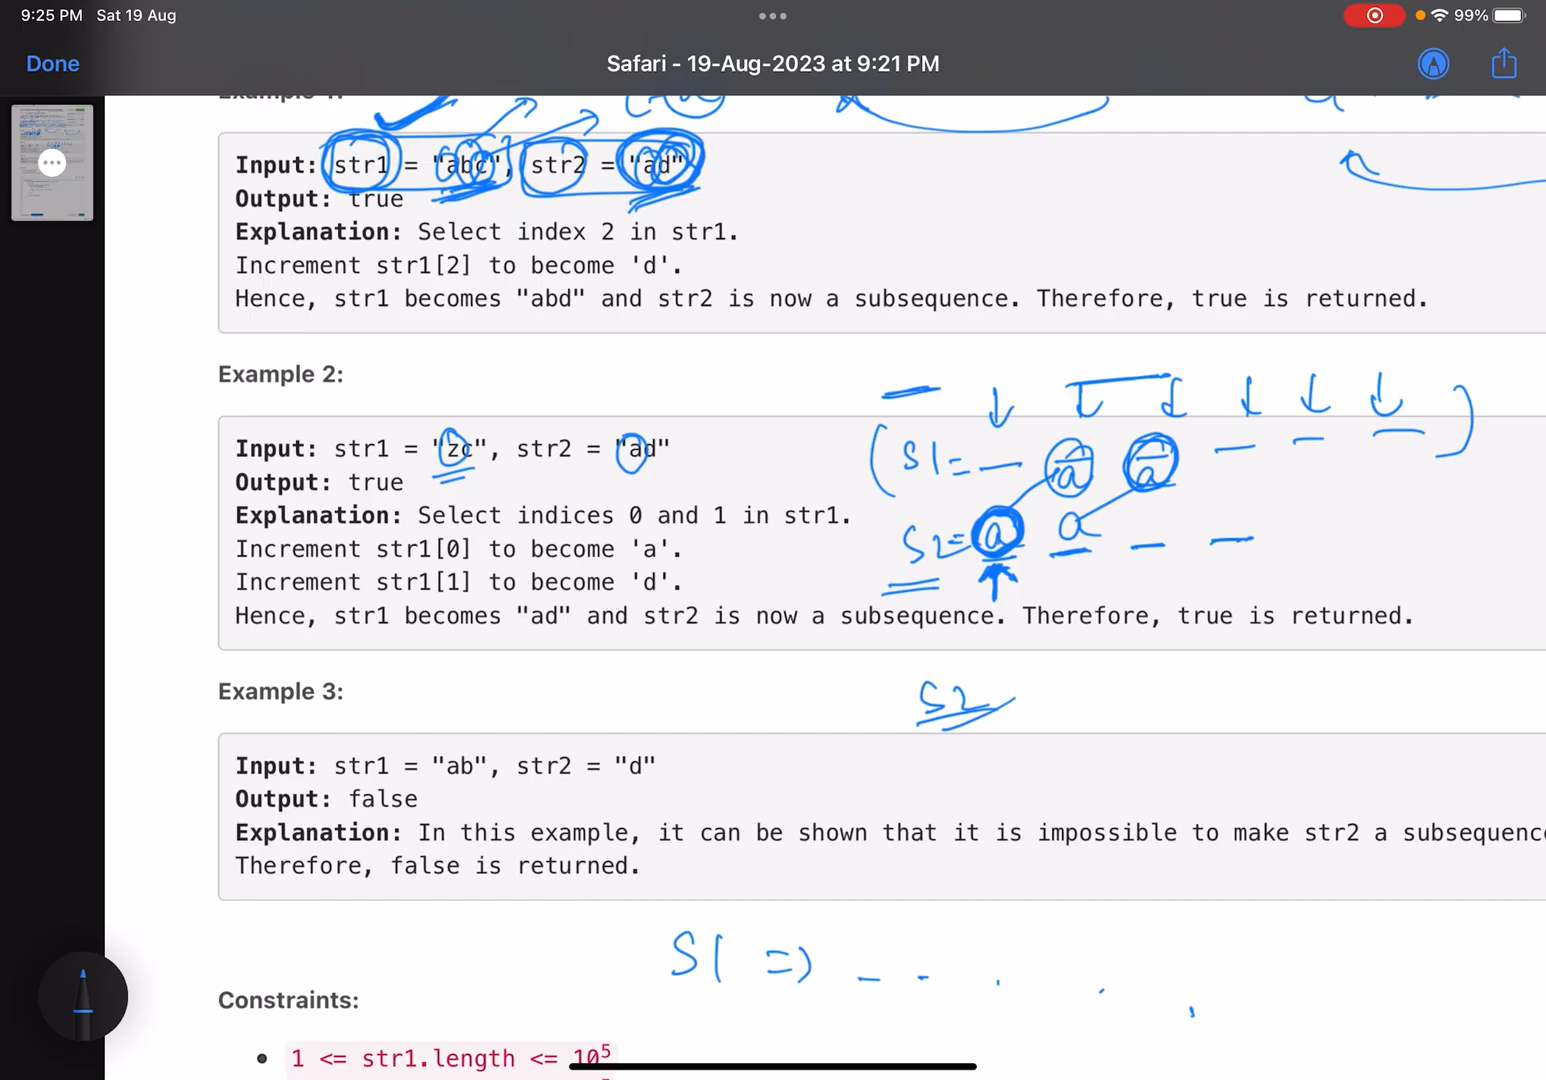 9:25 PM Sat 19 Aug 99%
Done Safari - 19-Aug-2023 at 9:21 PM
Input: str1 = "abc", str2 = "ad"
Output: true
Explanation: Select index 2 in str1.
Increment str1[2] to become 'd'.
Hence, str1 becomes "abd" and str2 is now a subsequence. Therefore, true is returned.
Example 2:
Input: str1 = "zc", str2 = "ad"
Output: true
Explanation: Select indices 0 and 1 in str1.
Increment str1[0] to become 'a'.
Increment str1[1] to become 'd'.
Hence, str1 becomes "ad" and str2 is now a subsequence. Therefore, true is returned.
(S1 = _ a a _ _ _)
S2 = a a _ _
Example 3:
S2
Input: str1 = "ab", str2 = "d"
Output: false
Explanation: In this example, it can be shown that it is impossible to make str2 a subsequenc
Therefore, false is returned.
S1 => _ _
Constraints:
• 1 <= str1.length <= 10⁵